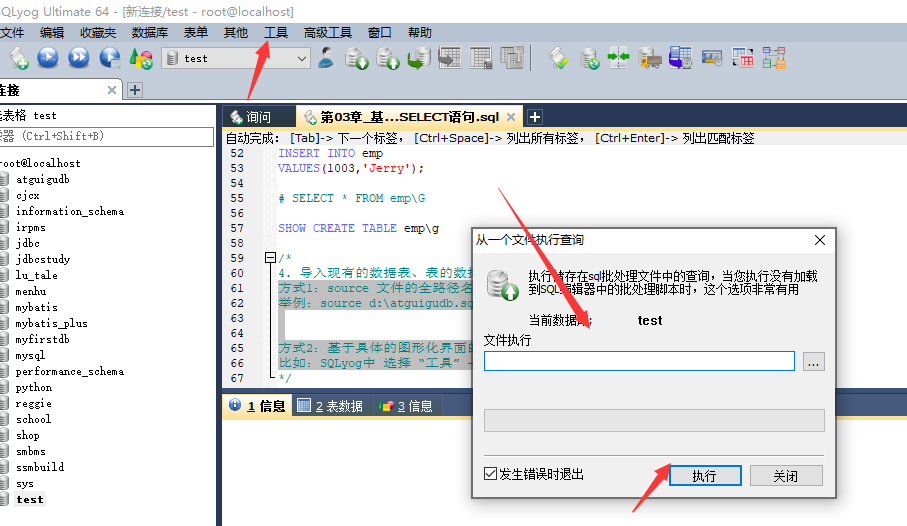 SQLyog Ultimate 64 - [新连接/test - root@localhost]
文件 编辑 收藏夹 数据库 表单 其他 工具 高级工具 窗口 帮助
test
连接
选表格 test
器 (Ctrl+Shift+B)
root@localhost
atguigudb
cjcx
information_schema
irpms
jdbc
jdbcstudy
lu_tale
menhu
mybatis
mybatis_plus
myfirstdb
mysql
performance_schema
python
reggie
school
shop
smbms
ssmbuild
sys
test
询问 第03章_基...SELECT语句.sql
自动完成: [Tab]-> 下一个标签, [Ctrl+Space]-> 列出所有标签, [Ctrl+Enter]-> 列出匹配标签
52 INSERT INTO emp
53 VALUES(1003,'Jerry');
54
55 # SELECT * FROM emp\G
56
57 SHOW CREATE TABLE emp\g
58
59 /*
60 4. 导入现有的数据表、表的数据
61 方式1: source 文件的全路径名
62 举例: source d:\atguigudb.sq
63
64
65 方式2: 基于具体的图形化界面的
66 比如: SQLyog中 选择 “工具”
67 */
1 信息 2 表数据 3 信息
从一个文件执行查询
执行储存在sql批处理文件中的查询, 当您执行没有加载
到SQL编辑器中的批处理脚本时, 这个选项非常有用
当前数据库: test
文件执行
...
发生错误时退出
执行 关闭